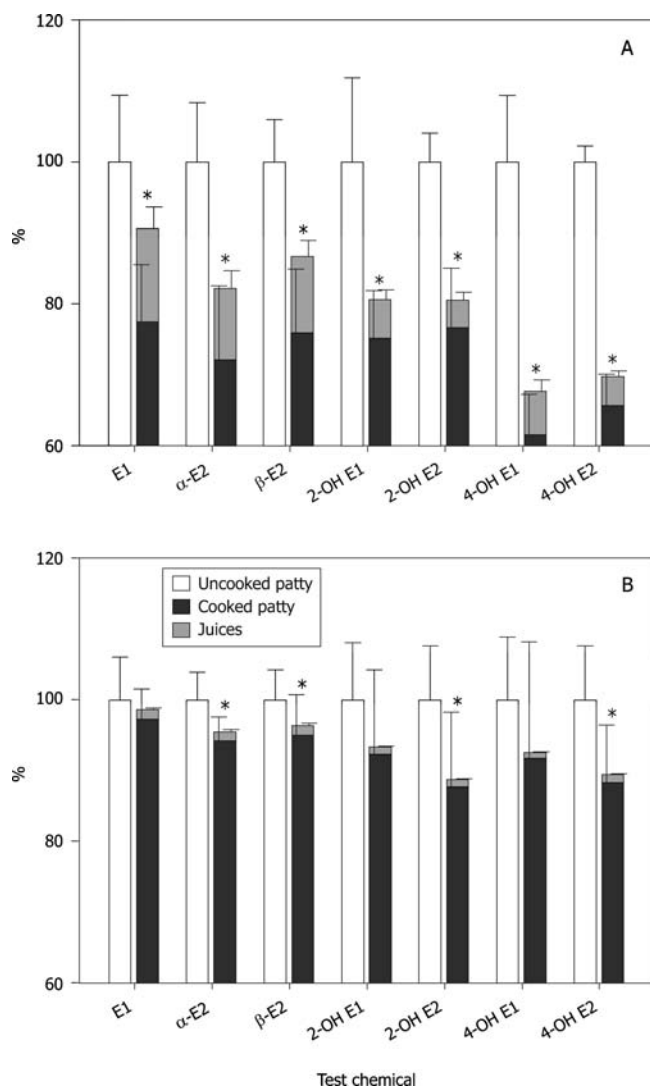 120
A
100
%
80
60
* * * * * * *
E1 α-E2 β-E2 2-OH E1 2-OH E2 4-OH E1 4-OH E2
120
B
Uncooked patty
Cooked patty
Juices
100
%
80
60
* * * *
E1 α-E2 β-E2 2-OH E1 2-OH E2 4-OH E1 4-OH E2
Test chemical